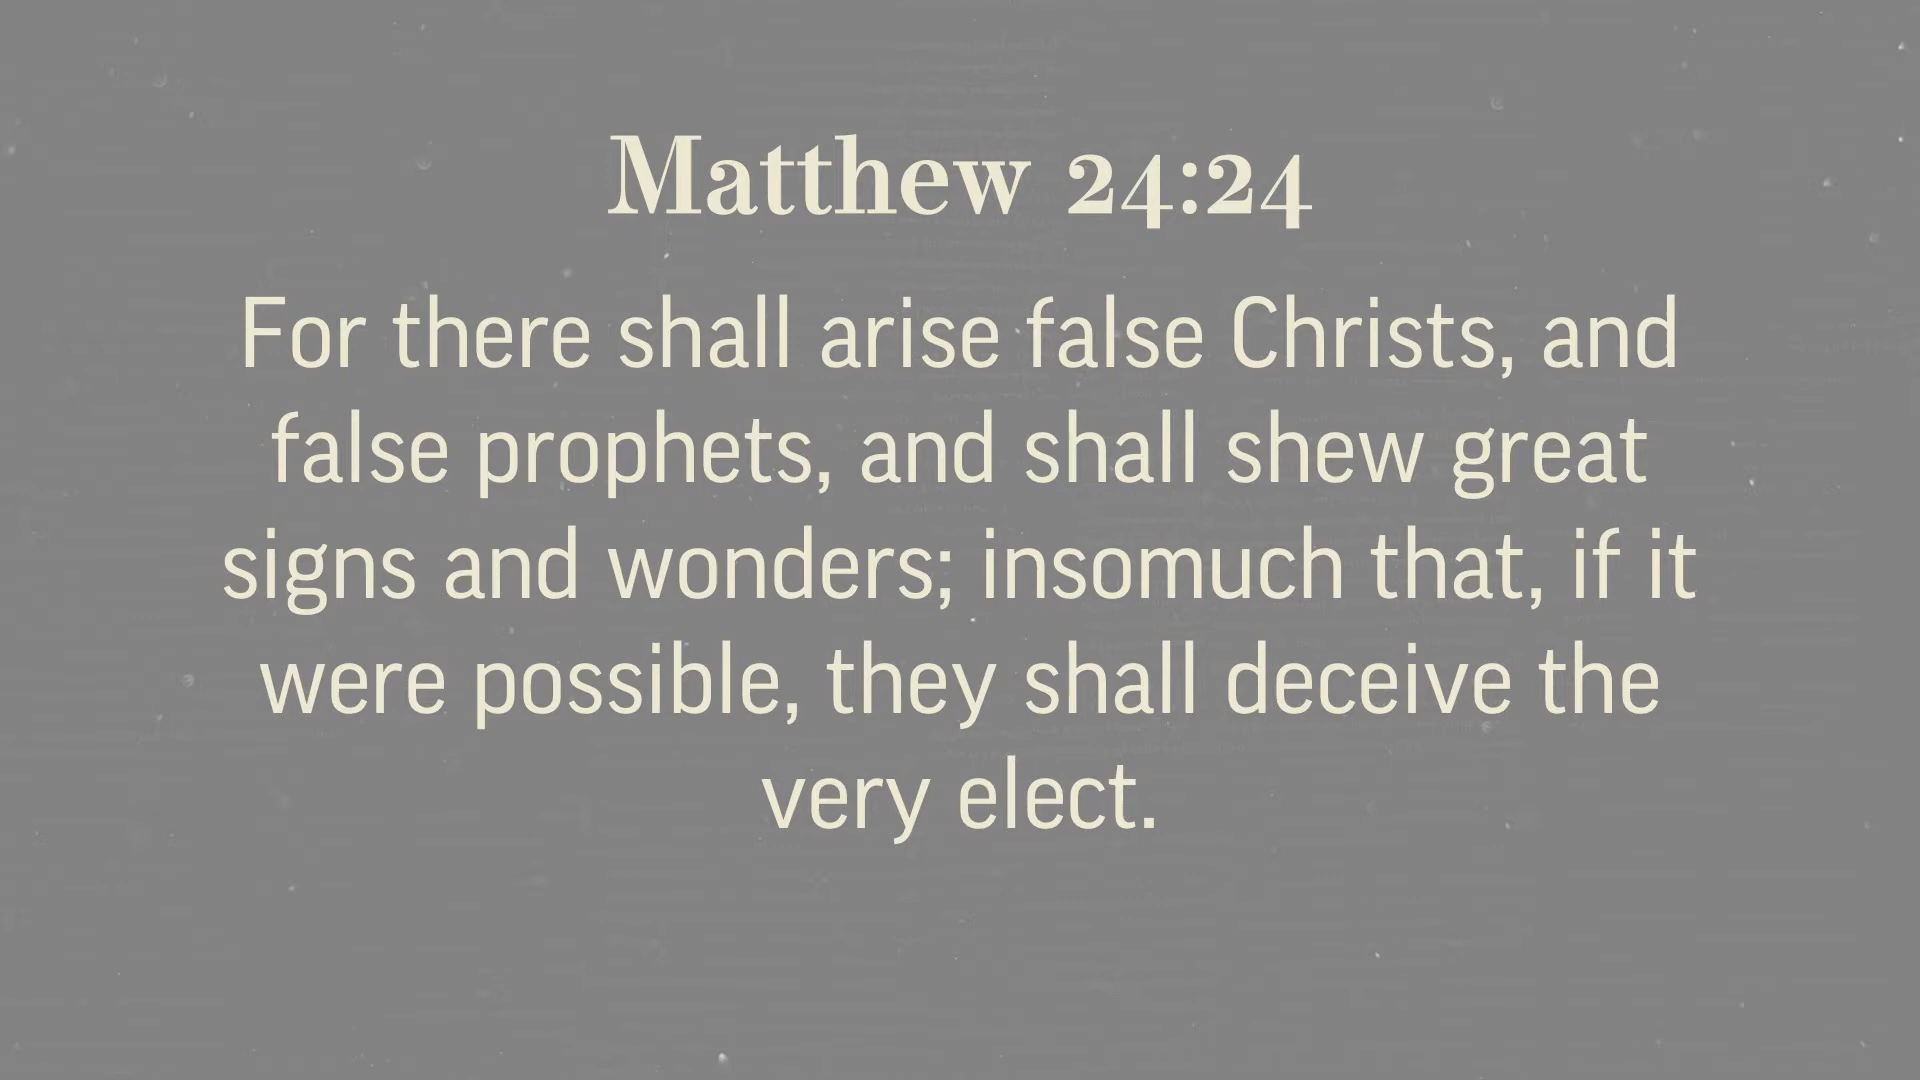 Matthew 24:24
For there shall arise false Christs, and
false prophets, and shall shew great
signs and wonders; insomuch that, if it
were possible, they shall deceive the
very elect.